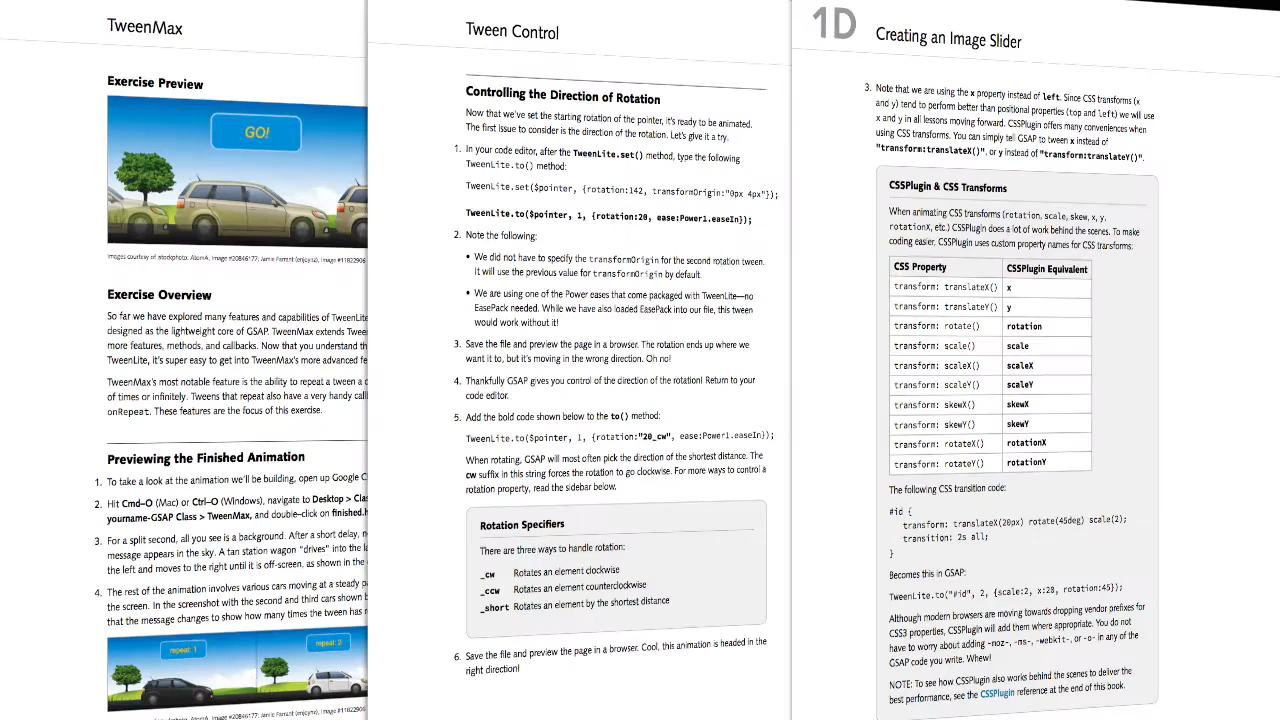 TweenMax
Exercise Preview
GO!
Images courtesy of istockphoto: AtomA, Image #20846177; Jamie Farrant (enjoynz), Image #11822906
Exercise Overview
So far we have explored many features and capabilities of TweenLite
designed as the lightweight core of GSAP. TweenMax extends Twee
more features, methods, and callbacks. Now that you understand th
TweenLite, it's super easy to get into TweenMax's more advanced fe
TweenMax's most notable feature is the ability to repeat a tween a
of times or infinitely. Tweens that repeat also have a very handy call
onRepeat. These features are the focus of this exercise.
Previewing the Finished Animation
1. To take a look at the animation we'll be building, open up Google C
2. Hit Cmd–O (Mac) or Ctrl–O (Windows), navigate to Desktop > Clas
yourname-GSAP Class > TweenMax, and double–click on finished.h
3. For a split second, all you see is a background. After a short delay,
message appears in the sky. A tan station wagon "drives" into the
the left and moves to the right until it is off-screen, as shown in the
4. The rest of the animation involves various cars moving at a steady
the screen. In the screenshot with the second and third cars shown
that the message changes to show how many times the tween has
repeat: 1
repeat: 2
AtomA, Image #20846177; Jamie Farrant (enjoynz), Image #11822906
Tween Control
Controlling the Direction of Rotation
Now that we've set the starting rotation of the pointer, it's ready to be animated.
The first issue to consider is the direction of the rotation. Let's give it a try.
1. In your code editor, after the TweenLite.set() method, type the following
TweenLite.to() method:
TweenLite.set($pointer, {rotation:142, transformOrigin:"0px 4px"});
TweenLite.to($pointer, 1, {rotation:20, ease:Power1.easeIn});
2. Note the following:
• We did not have to specify the transformOrigin for the second rotation tween.
It will use the previous value for transformOrigin by default.
• We are using one of the Power eases that come packaged with TweenLite—no
EasePack needed. While we have also loaded EasePack into our file, this tween
would work without it!
3. Save the file and preview the page in a browser. The rotation ends up where we
want it to, but it's moving in the wrong direction. Oh no!
4. Thankfully GSAP gives you control of the direction of the rotation! Return to your
code editor.
5. Add the bold code shown below to the to() method:
TweenLite.to($pointer, 1, {rotation:"20_cw", ease:Power1.easeIn});
When rotating, GSAP will most often pick the direction of the shortest distance. The
cw suffix in this string forces the rotation to go clockwise. For more ways to control a
rotation property, read the sidebar below.
Rotation Specifiers
There are three ways to handle rotation:
_cw Rotates an element clockwise
_ccw Rotates an element counterclockwise
_short Rotates an element by the shortest distance
6. Save the file and preview the page in a browser. Cool, this animation is headed in the
right direction!
1D Creating an Image Slider
3. Note that we are using the x property instead of left. Since CSS transforms (x
and y) tend to perform better than positional properties (top and left) we will use
x and y in all lessons moving forward. CSSPlugin offers many conveniences when
using CSS transforms. You can simply tell GSAP to tween x instead of
"transform:translateX()", or y instead of "transform:translateY()".
CSSPlugin & CSS Transforms
When animating CSS transforms (rotation, scale, skew, x, y,
rotationX, etc.) CSSPlugin does a lot of work behind the scenes. To make
coding easier, CSSPlugin uses custom property names for CSS transforms:
CSS Property CSSPlugin Equivalent
transform: translateX() x
transform: translateY() y
transform: rotate() rotation
transform: scale() scale
transform: scaleX() scaleX
transform: scaleY() scaleY
transform: skewX() skewX
transform: skewY() skewY
transform: rotateX() rotationX
transform: rotateY() rotationY
The following CSS transition code:
#id {
transform: translateX(20px) rotate(45deg) scale(2);
transition: 2s all;
}
Becomes this in GSAP:
TweenLite.to("#id", 2, {scale:2, x:20, rotation:45});
Although modern browsers are moving towards dropping vendor prefixes for
CSS3 properties, CSSPlugin will add them where appropriate. You do not
have to worry about adding -moz-, -ms-, -webkit-, or -o- in any of the
GSAP code you write. Whew!
NOTE: To see how CSSPlugin also works behind the scenes to deliver the
best performance, see the CSSPlugin reference at the end of this book.